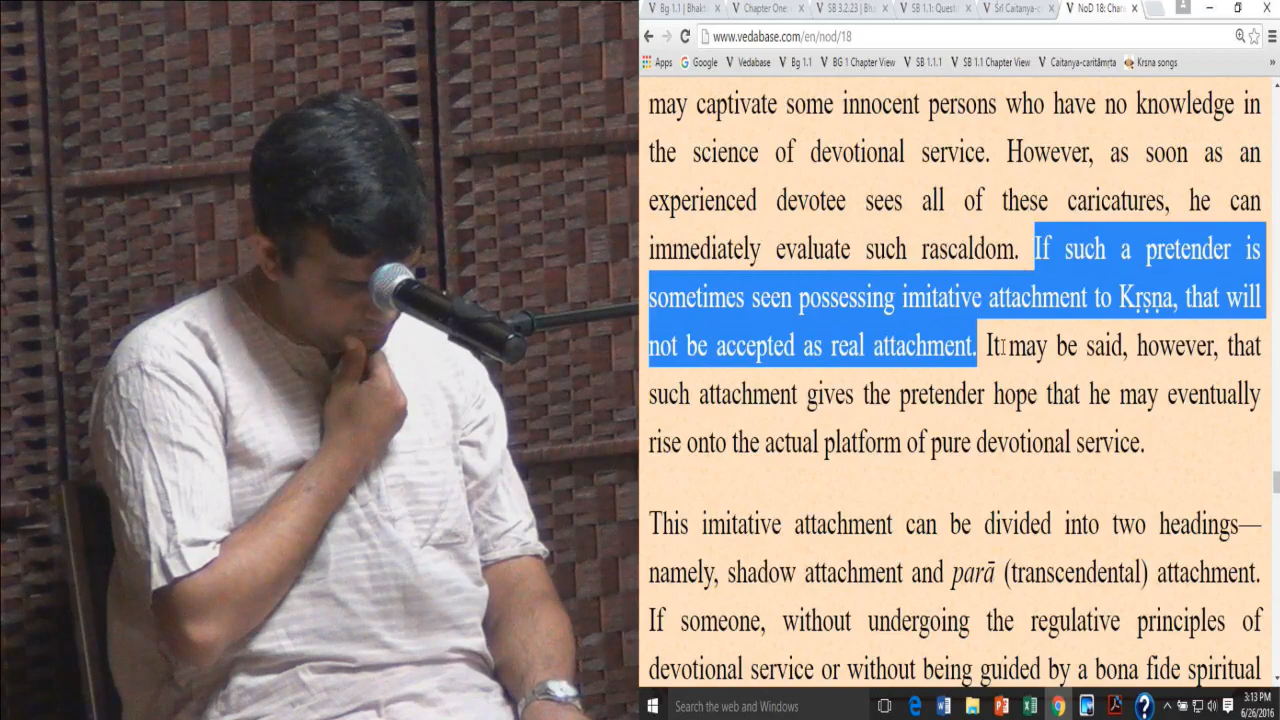 Bg 1.1 | Bhakt
Chapter One:
SB 3.2.23 | Bh
SB 1.1: Quest
Śrī Caitanya-c
NoD 18: Char
www.vedabase.com/en/nod/18
Apps
Google
Vedabase
Bg 1.1
BG 1 Chapter View
SB 1.1.1
SB 1.1 Chapter View
Caitanya-caritāmṛta
Krsna songs
»
may captivate some innocent persons who have no knowledge in
the science of devotional service. However, as soon as an
experienced devotee sees all of these caricatures, he can
immediately evaluate such rascaldom. If such a pretender is
sometimes seen possessing imitative attachment to Kṛṣṇa, that will
not be accepted as real attachment. It may be said, however, that
such attachment gives the pretender hope that he may eventually
rise onto the actual platform of pure devotional service.
This imitative attachment can be divided into two headings—
namely, shadow attachment and parā (transcendental) attachment.
If someone, without undergoing the regulative principles of
devotional service or without being guided by a bona fide spiritual
Search the web and Windows
3:13 PM
6/26/2016